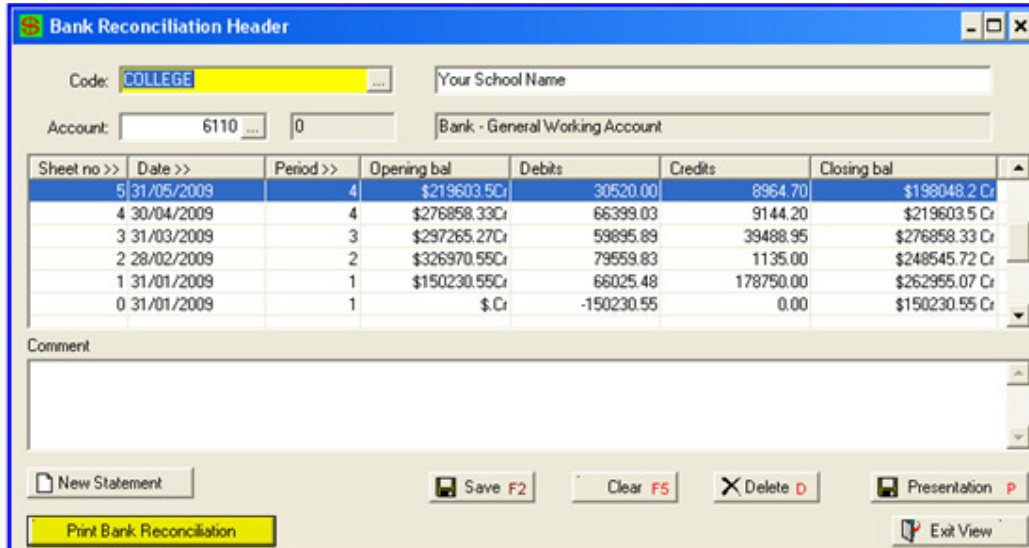 Bank Reconciliation Header
Code: COLLEGE ... Your School Name
Account: 6110 ... 0 Bank - General Working Account
Sheet no >> Date >> Period >> Opening bal Debits Credits Closing bal
5 31/05/2009 4 $219603.5Cr 30520.00 8964.70 $198048.2 Cr
4 30/04/2009 4 $276858.33Cr 66399.03 9144.20 $219603.5 Cr
3 31/03/2009 3 $297265.27Cr 59895.89 39488.95 $276858.33 Cr
2 28/02/2009 2 $326970.55Cr 79559.83 1135.00 $248545.72 Cr
1 31/01/2009 1 $150230.55Cr 66025.48 178750.00 $262955.07 Cr
0 31/01/2009 1 $.Cr -150230.55 0.00 $150230.55 Cr
Comment
New Statement Save F2 Clear F5 Delete D Presentation P
Print Bank Reconciliation Exit View